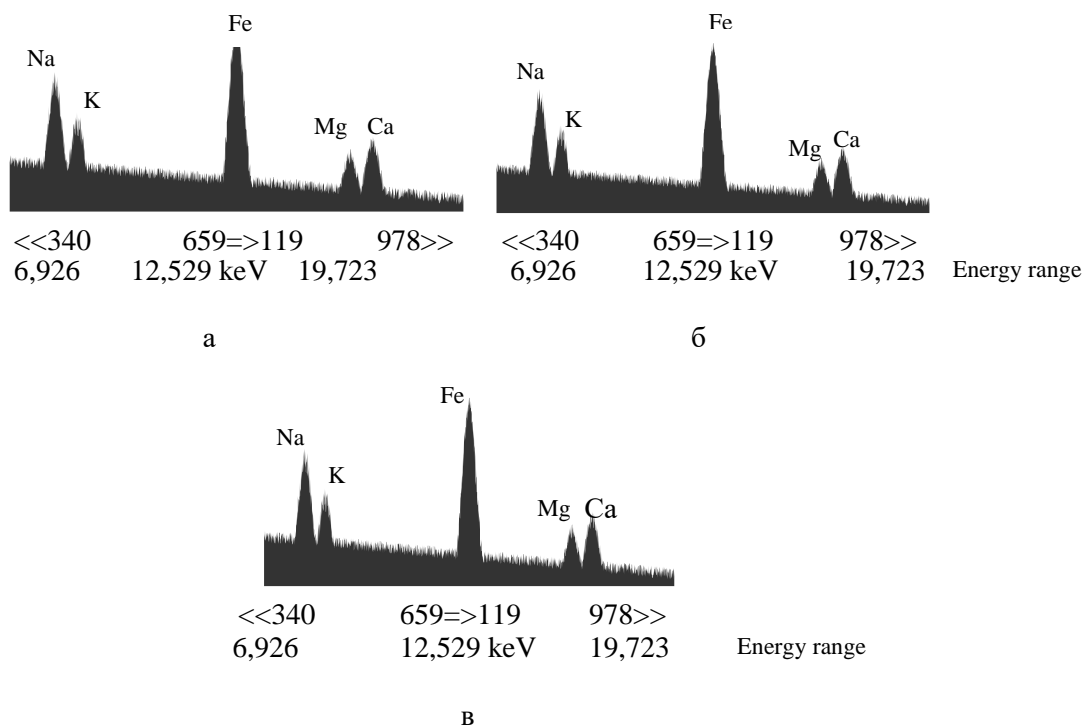 Fe
Na
K
Mg Ca
<<340 659=>119 978>>
6,926 12,529 keV 19,723
а
Fe
Na
K
Mg Ca
<<340 659=>119 978>>
6,926 12,529 keV 19,723 Energy range
б
Fe
Na
K
Mg Ca
<<340 659=>119 978>>
6,926 12,529 keV 19,723 Energy range
в